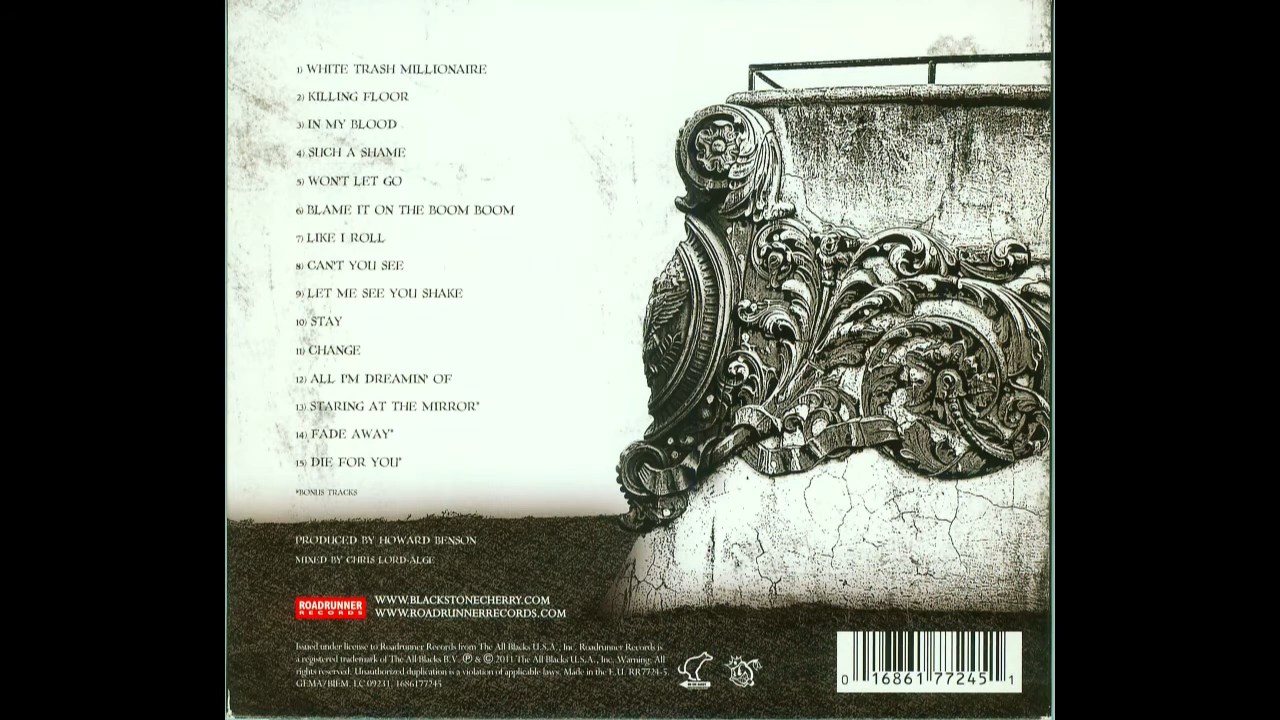 1) WHITE TRASH MILLIONAIRE
2) KILLING FLOOR
3) IN MY BLOOD
4) SUCH A SHAME
5) WON'T LET GO
6) BLAME IT ON THE BOOM BOOM
7) LIKE I ROLL
8) CAN'T YOU SEE
9) LET ME SEE YOU SHAKE
10) STAY
11) CHANGE
12) ALL I'M DREAMIN' OF
13) STARING AT THE MIRROR*
14) FADE AWAY*
15) DIE FOR YOU*
*BONUS TRACKS
PRODUCED BY HOWARD BENSON
MIXED BY CHRIS LORD-ALGE
ROADRUNNER
RECORDS
WWW.BLACKSTONECHERRY.COM
WWW.ROADRUNNERRECORDS.COM
Issued under license to Roadrunner Records from The All Blacks U.S.A., Inc. Roadrunner Records is
a registered trademark of The All Blacks B.V. ℗ & © 2011 The All Blacks U.S.A., Inc. Warning: All
rights reserved. Unauthorized duplication is a violation of applicable laws. Made in the E.U. RR7724-5.
GEMA/BIEM. LC 09231. 1686177245
0 16861 77245 1